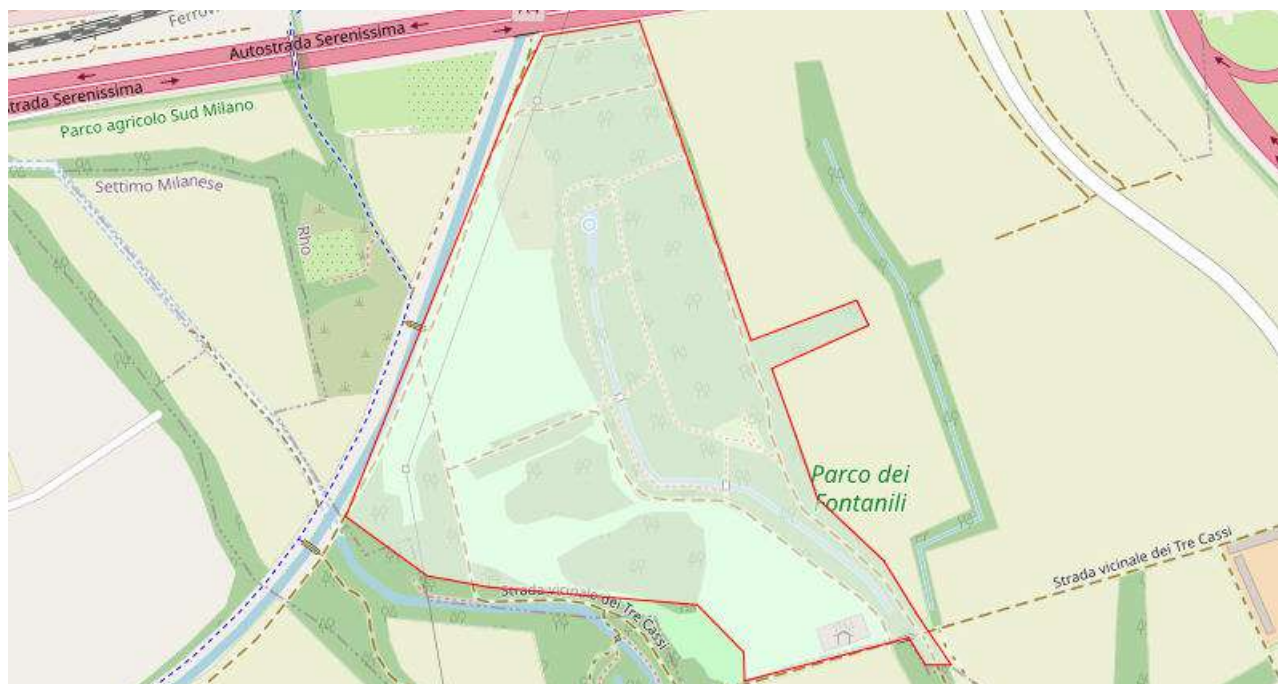 Ferrov
Autostrada Serenissima
strada Serenissima
Parco agricolo Sud Milano
Settimo Milanese
Rho
Parco dei
Fontanili
Strada vicinale dei Tre Cassi
Strada vicinale dei Tre Cassi